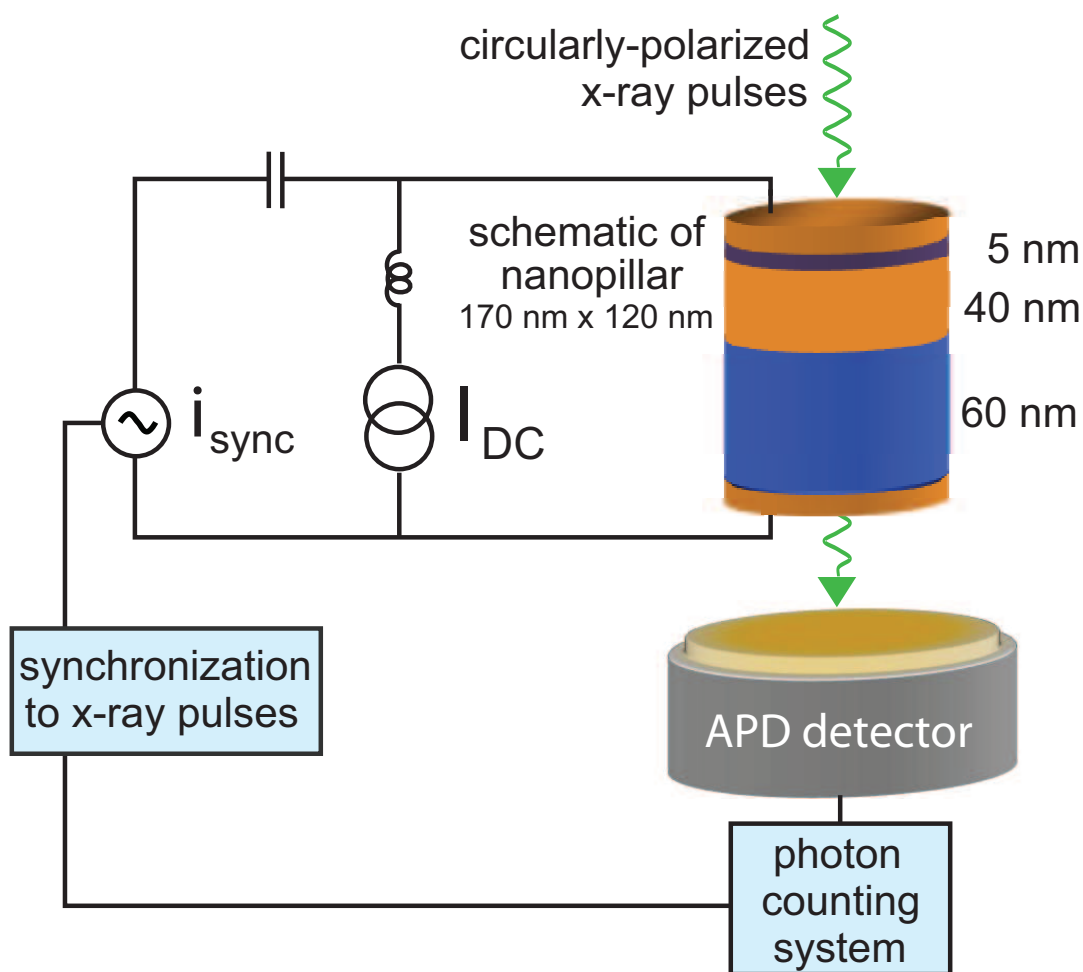 circularly-polarized
x-ray pulses
schematic of
nanopillar
170 nm x 120 nm
5 nm
40 nm
60 nm
i sync
I DC
synchronization
to x-ray pulses
APD detector
photon
counting
system